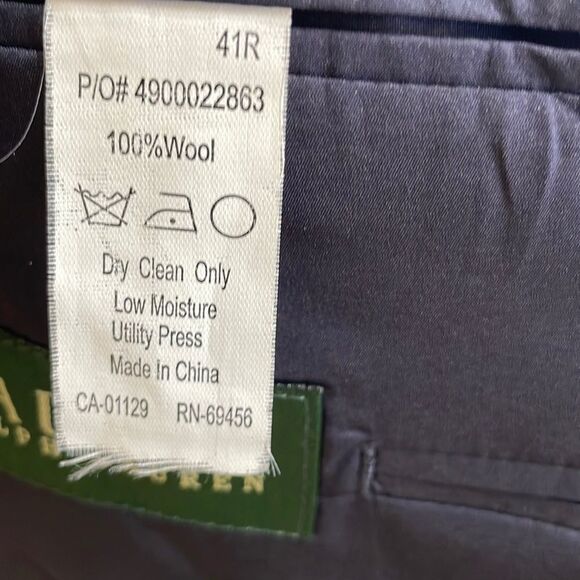 41R
P/O# 4900022863
100%Wool
Dry Clean Only
Low Moisture
Utility Press
Made In China
CA-01129 RN-69456